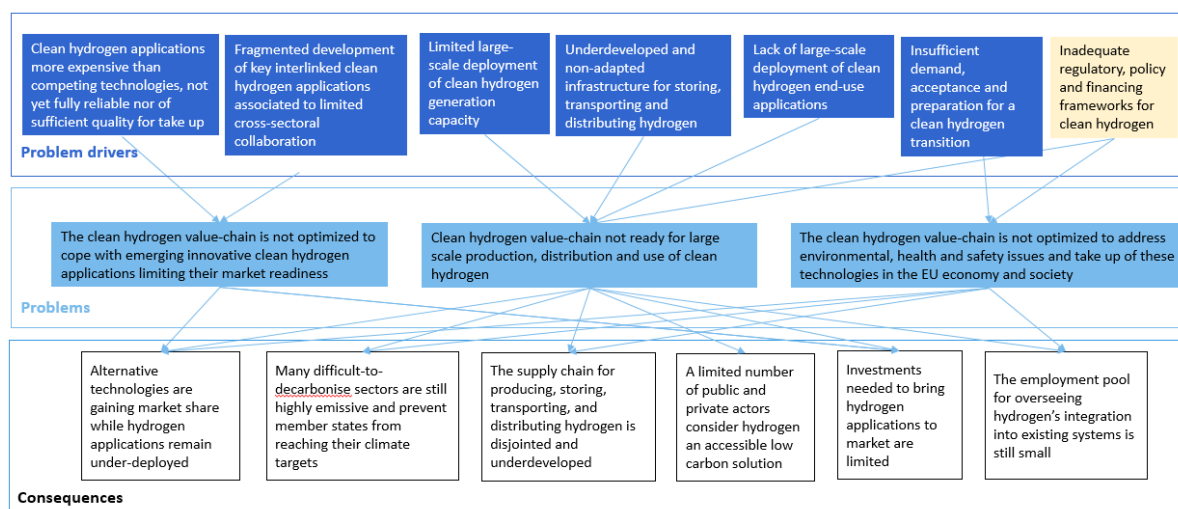 Clean hydrogen applications
more expensive than
competing technologies, not
yet fully reliable nor of
sufficient quality for take up
Fragmented development
of key interlinked clean
hydrogen applications
associated to limited
cross-sectoral
collaboration
Limited large-
scale deployment
of clean hydrogen
generation
capacity
Underdeveloped and
non-adapted
infrastructure for storing,
transporting and
distributing hydrogen
Lack of large-scale
deployment of clean
hydrogen end-use
applications
Insufficient
demand,
acceptance and
preparation for a
clean hydrogen
transition
Inadequate
regulatory, policy
and financing
frameworks for
clean hydrogen
Problem drivers
The clean hydrogen value-chain is not optimized to
cope with emerging innovative clean hydrogen
applications limiting their market readiness
Clean hydrogen value-chain not ready for large
scale production, distribution and use of clean
hydrogen
The clean hydrogen value-chain is not optimized to address
environmental, health and safety issues and take up of these
technologies in the EU economy and society
Problems
Alternative
technologies are
gaining market share
while hydrogen
applications remain
under-deployed
Many difficult-to-
decarbonise sectors are still
highly emissive and prevent
member states from
reaching their climate
targets
The supply chain for
producing, storing,
transporting, and
distributing hydrogen is
disjointed and
underdeveloped
A limited number
of public and
private actors
consider hydrogen
an accessible low
carbon solution
Investments
needed to bring
hydrogen
applications to
market are
limited
The employment pool
for overseeing
hydrogen's integration
into existing systems is
still small
Consequences